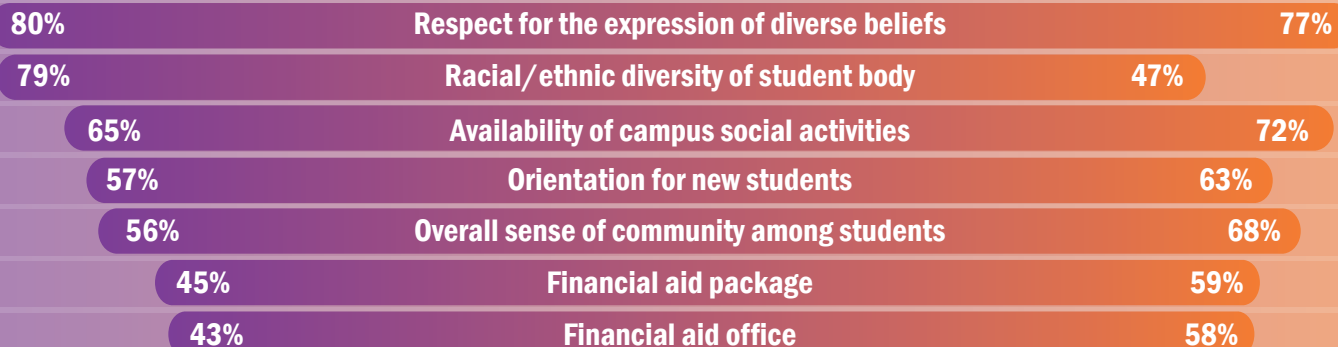 80% Respect for the expression of diverse beliefs 77%
79% Racial/ethnic diversity of student body 47%
65% Availability of campus social activities 72%
57% Orientation for new students 63%
56% Overall sense of community among students 68%
45% Financial aid package 59%
43% Financial aid office 58%